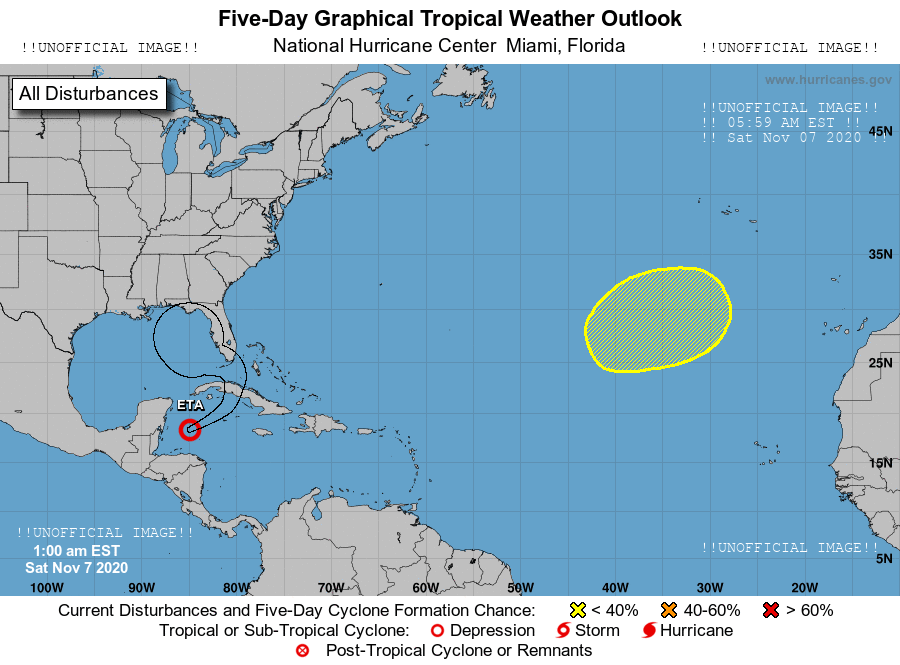 Five-Day Graphical Tropical Weather Outlook
!!UNOFFICIAL IMAGE!! National Hurricane Center Miami, Florida !!UNOFFICIAL IMAGE!!
www.hurricanes.gov
All Disturbances
!!UNOFFICIAL IMAGE!!
!! 05:59 AM EST !!
!! Sat Nov 07 2020 !!
45N
35N
25N
ETA
15N
!!UNOFFICIAL IMAGE!!
1:00 am EST
Sat Nov 7 2020
!!UNOFFICIAL IMAGE!!
5N
100W 90W 80W 70W 60W 50W 40W 30W 20W
Current Disturbances and Five-Day Cyclone Formation Chance: < 40% 40-60% > 60%
Tropical or Sub-Tropical Cyclone: Depression Storm Hurricane
Post-Tropical Cyclone or Remnants